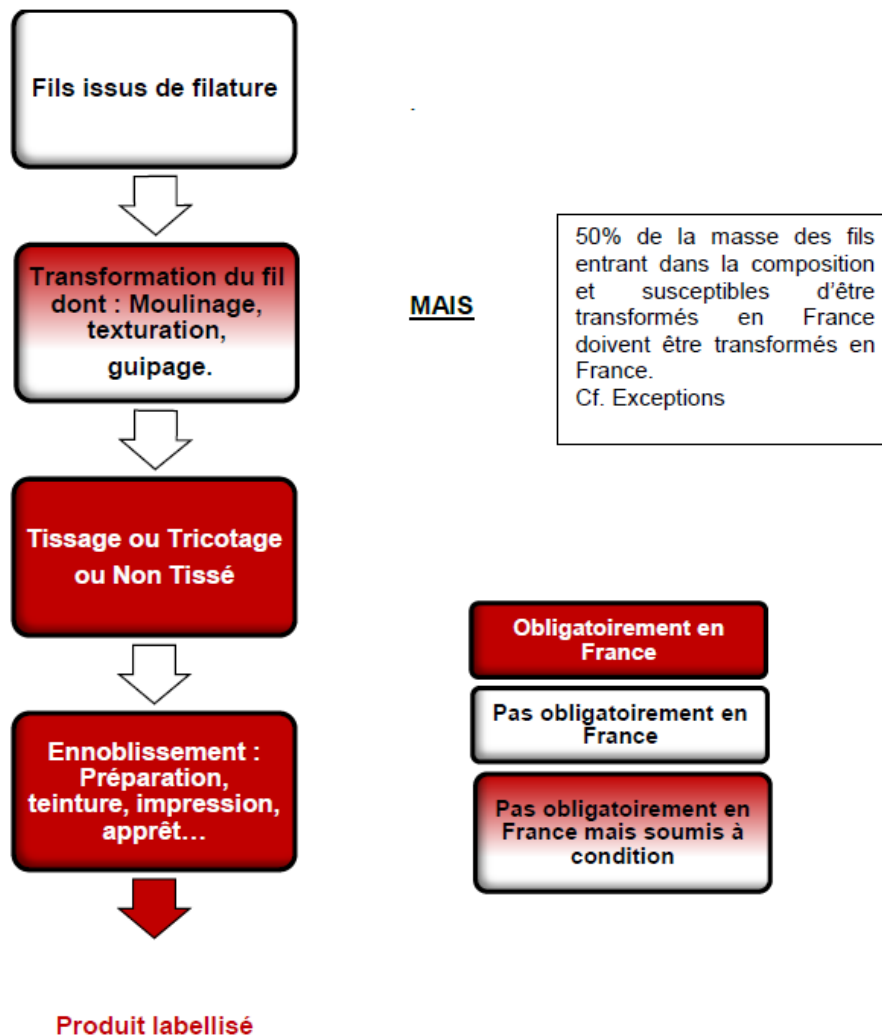 Fils issus de filature
Transformation du fil
dont : Moulinage,
texturation,
guipage.
MAIS
50% de la masse des fils
entrant dans la composition
et susceptibles d'être
transformés en France
doivent être transformés en
France.
Cf. Exceptions
Tissage ou Tricotage
ou Non Tissé
Ennoblissement :
Préparation,
teinture, impression,
apprêt…
Obligatoirement en
France
Pas obligatoirement en
France
Pas obligatoirement en
France mais soumis à
condition
Produit labellisé